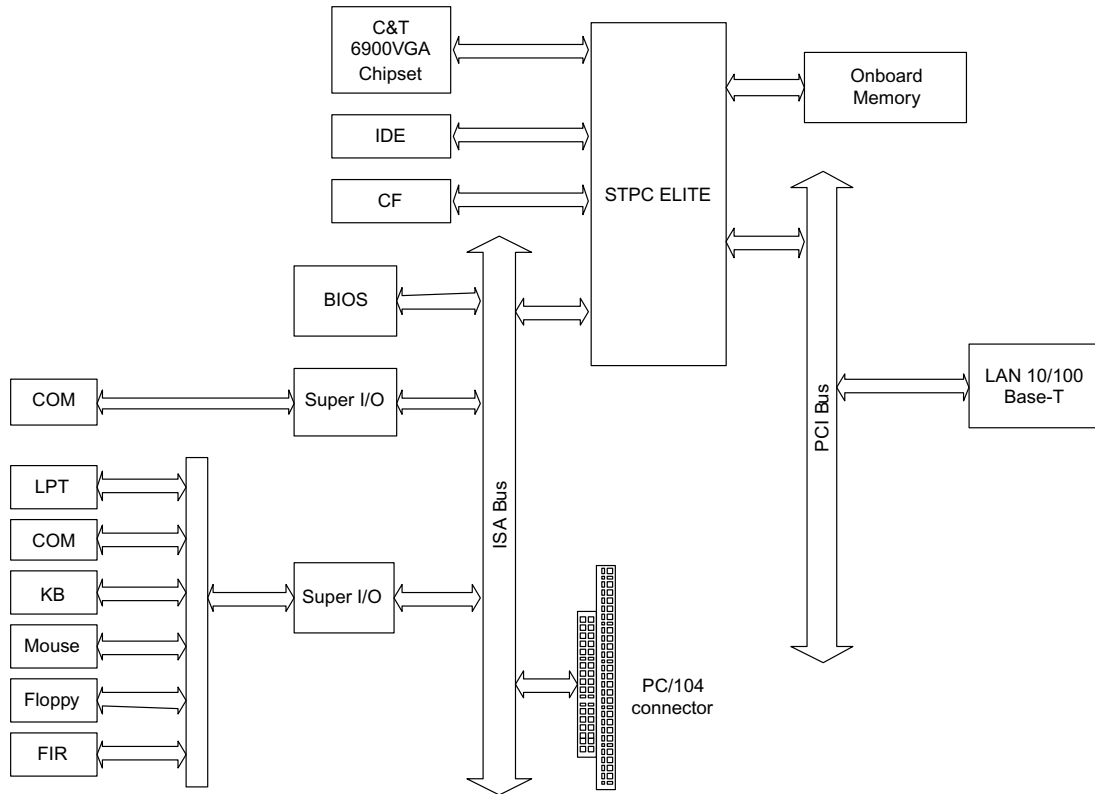 C&T
6900VGA
Chipset
IDE
CF
STPC ELITE
Onboard
Memory
BIOS
COM
Super I/O
LAN 10/100
Base-T
PCI Bus
ISA Bus
LPT
COM
KB
Super I/O
Mouse
Floppy
FIR
PC/104
connector